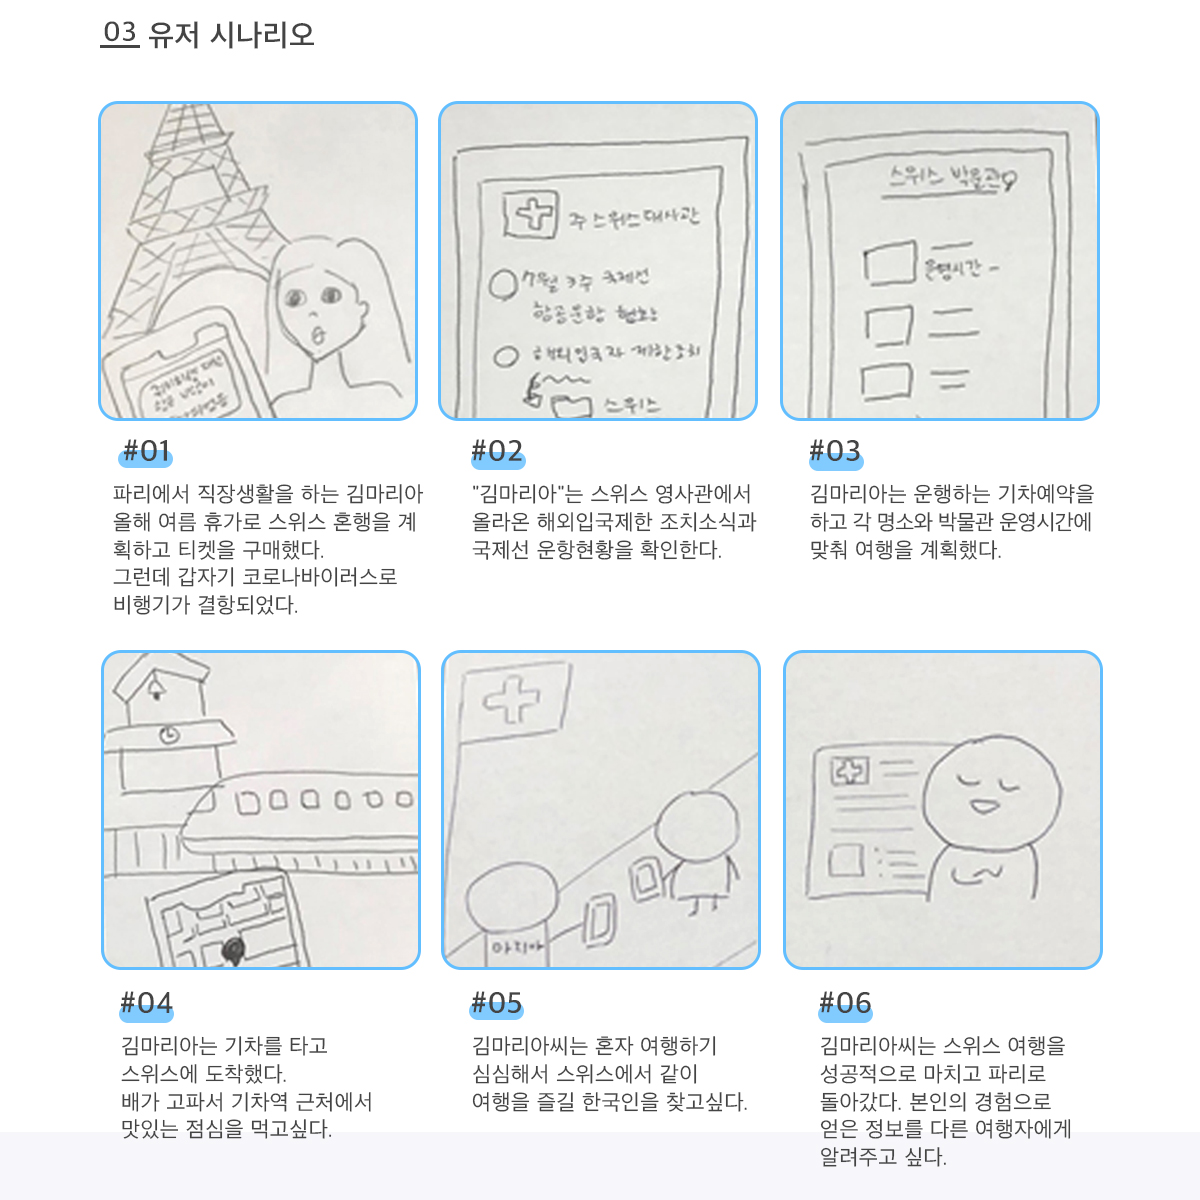 03 유저 시나리오
주 스위스 대사관
7월 3주 국제선
항공운항 현황
해외입국자 제한조치
스위스
스위스 박물관
운영시간
#01
파리에서 직장생활을 하는 김마리아
올해 여름 휴가로 스위스 혼행을 계
획하고 티켓을 구매했다.
그런데 갑자기 코로나바이러스로
비행기가 결항되었다.
#02
"김마리아"는 스위스 영사관에서
올라온 해외입국제한 조치소식과
국제선 운항현황을 확인한다.
#03
김마리아는 운행하는 기차예약을
하고 각 명소와 박물관 운영시간에
맞춰 여행을 계획했다.
마리아
#04
김마리아는 기차를 타고
스위스에 도착했다.
배가 고파서 기차역 근처에서
맛있는 점심을 먹고싶다.
#05
김마리아씨는 혼자 여행하기
심심해서 스위스에서 같이
여행을 즐길 한국인을 찾고싶다.
#06
김마리아씨는 스위스 여행을
성공적으로 마치고 파리로
돌아갔다. 본인의 경험으로
얻은 정보를 다른 여행자에게
알려주고 싶다.